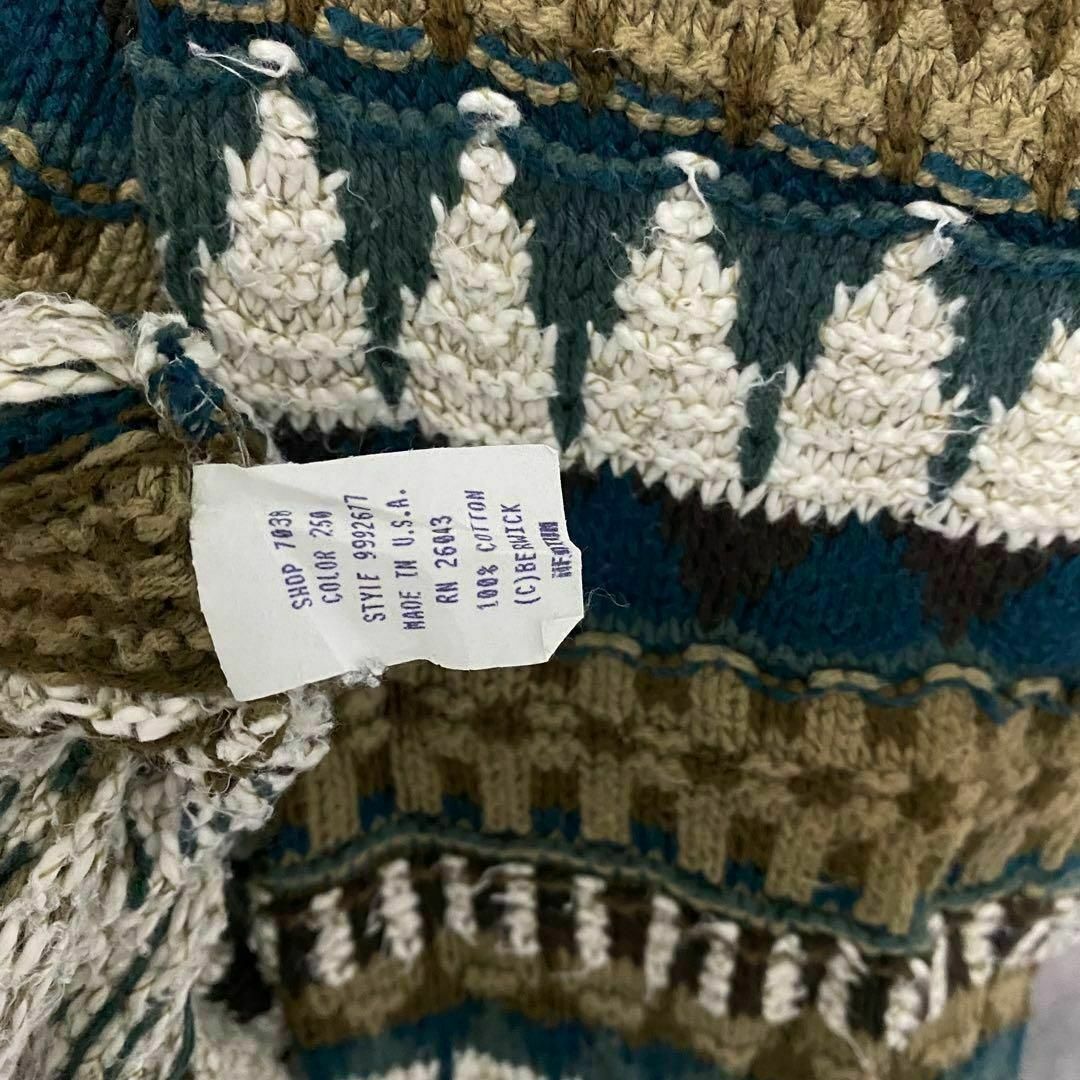 SHOP 7038
COLOR 250
STYLE 9992677
MADE IN U.S.A.
RN 26043
100% COTTON
(C)BERWICK